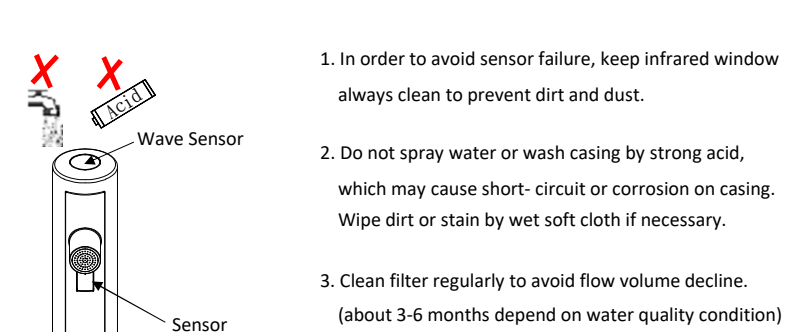 1. In order to avoid sensor failure, keep infrared window
always clean to prevent dirt and dust.
Acid
Wave Sensor
2. Do not spray water or wash casing by strong acid,
which may cause short- circuit or corrosion on casing.
Wipe dirt or stain by wet soft cloth if necessary.
3. Clean filter regularly to avoid flow volume decline.
(about 3-6 months depend on water quality condition)
Sensor